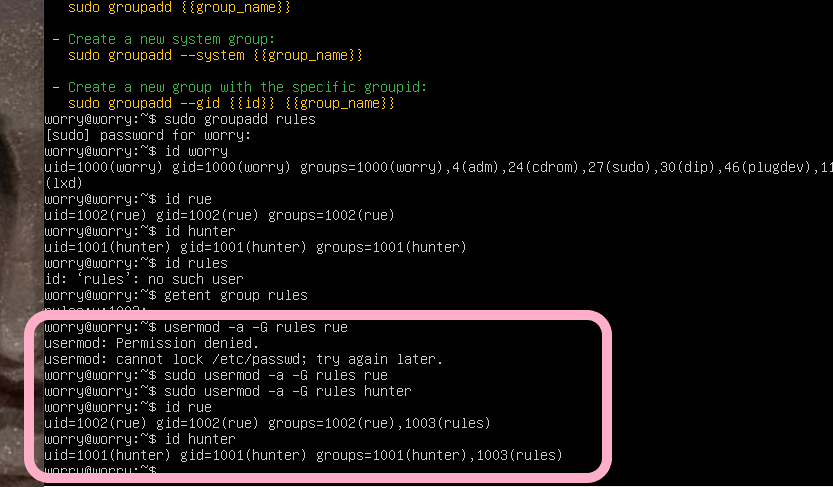 sudo groupadd {{group_name}}
- Create a new system group:
sudo groupadd --system {{group_name}}
- Create a new group with the specific groupid:
sudo groupadd --gid {{id}} {{group_name}}
worry@worry:~$ sudo groupadd rules
[sudo] password for worry:
worry@worry:~$ id worry
uid=1000(worry) gid=1000(worry) groups=1000(worry),4(adm),24(cdrom),27(sudo),30(dip),46(plugdev),11
(lxd)
worry@worry:~$ id rue
uid=1002(rue) gid=1002(rue) groups=1002(rue)
worry@worry:~$ id hunter
uid=1001(hunter) gid=1001(hunter) groups=1001(hunter)
worry@worry:~$ id rules
id: ‘rules’: no such user
worry@worry:~$ getent group rules
rules:x:1003:
worry@worry:~$ usermod -a -G rules rue
usermod: Permission denied.
usermod: cannot lock /etc/passwd; try again later.
worry@worry:~$ sudo usermod -a -G rules rue
worry@worry:~$ sudo usermod -a -G rules hunter
worry@worry:~$ id rue
uid=1002(rue) gid=1002(rue) groups=1002(rue),1003(rules)
worry@worry:~$ id hunter
uid=1001(hunter) gid=1001(hunter) groups=1001(hunter),1003(rules)
worry@worry:~$